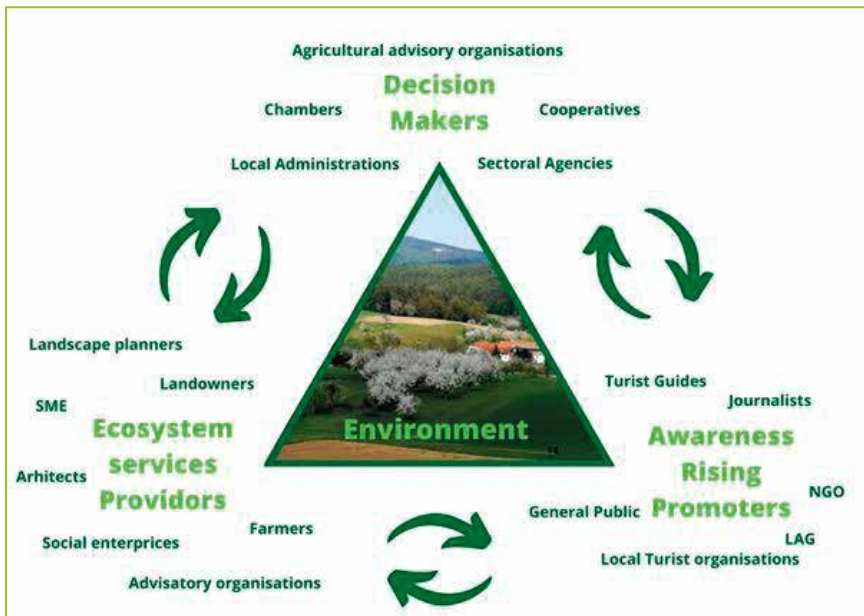 Agricultural advisory organisations
Decision
Makers
Chambers
Cooperatives
Local Administrations
Sectoral Agencies
Landscape planners
Landowners
SME
Ecosystem
services
Providors
Arhitects
Farmers
Social enterprices
Advisatory organisations
Environment
Turist Guides
Journalists
Awareness
Rising
Promoters
NGO
General Public
LAG
Local Turist organisations